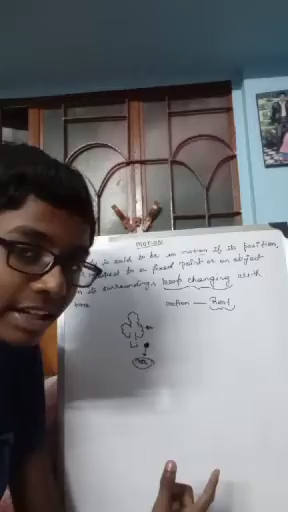 MOTION
is said to be in motion if its position,
respect to a fixed point or an object
in its surroundings keep changing with
time
motion — Rest